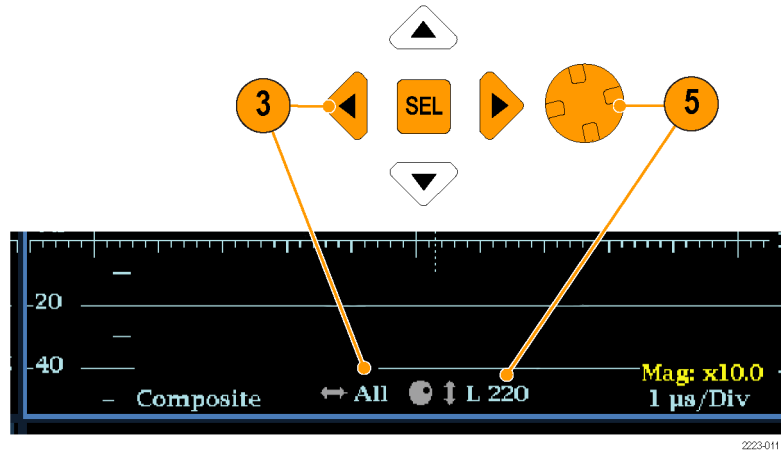 3
SEL
5
-20
-40
Mag: x10.0
Composite
All
L 220
1 µs/Div
2223-011